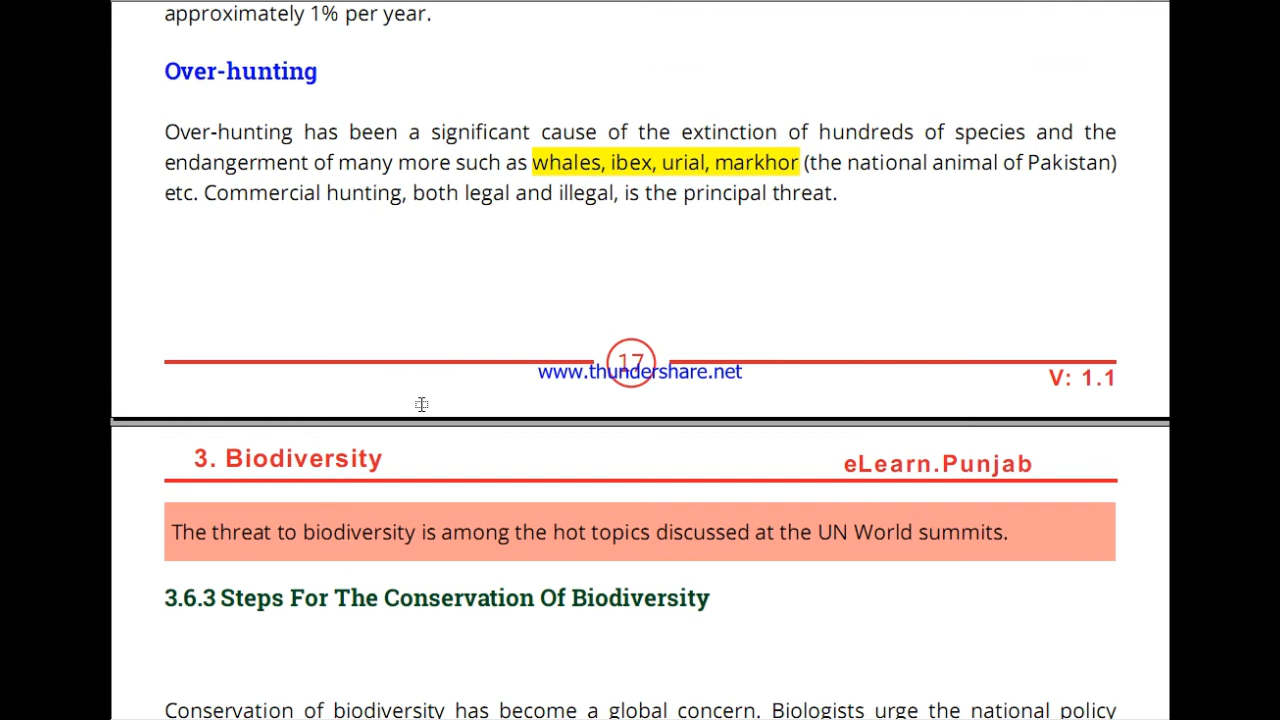 approximately 1% per year.
Over-hunting
Over-hunting has been a significant cause of the extinction of hundreds of species and the
endangerment of many more such as whales, ibex, urial, markhor (the national animal of Pakistan)
etc. Commercial hunting, both legal and illegal, is the principal threat.
17
www.thundershare.net
V: 1.1
3. Biodiversity
eLearn.Punjab
The threat to biodiversity is among the hot topics discussed at the UN World summits.
3.6.3 Steps For The Conservation Of Biodiversity
Conservation of biodiversity has become a global concern. Biologists urge the national policy